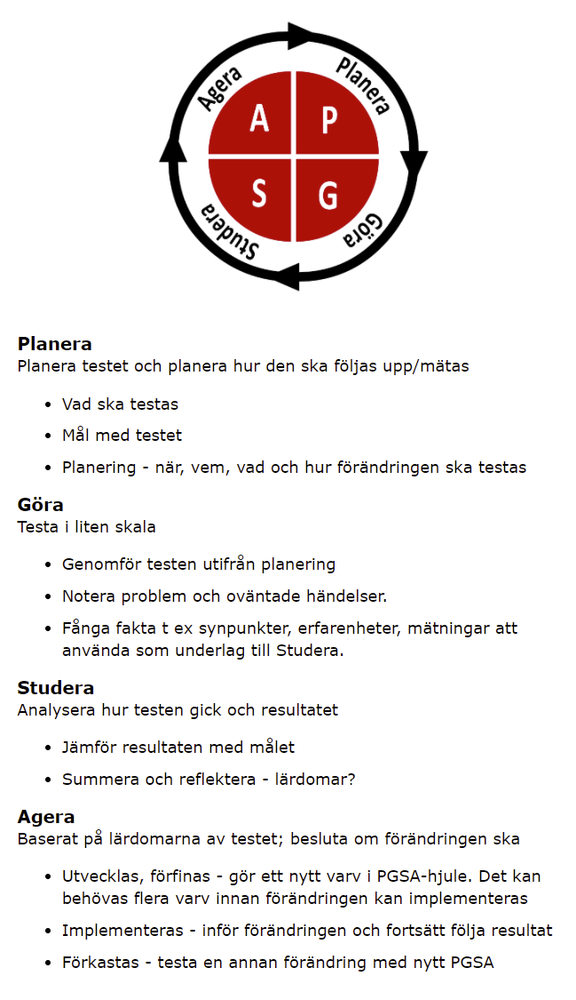 Agera
Planera
A
P
S
G
Studera
Göra
Planera
Planera testet och planera hur den ska följas upp/mätas
• Vad ska testas
• Mål med testet
• Planering - när, vem, vad och hur förändringen ska testas
Göra
Testa i liten skala
• Genomför testen utifrån planering
• Notera problem och oväntade händelser.
• Fånga fakta t ex synpunkter, erfarenheter, mätningar att
använda som underlag till Studera.
Studera
Analysera hur testen gick och resultatet
• Jämför resultaten med målet
• Summera och reflektera - lärdomar?
Agera
Baserat på lärdomarna av testet; besluta om förändringen ska
• Utvecklas, förfinas - gör ett nytt varv i PGSA-hjule. Det kan
behövas flera varv innan förändringen kan implementeras
• Implementeras - inför förändringen och fortsätt följa resultat
• Förkastas - testa en annan förändring med nytt PGSA